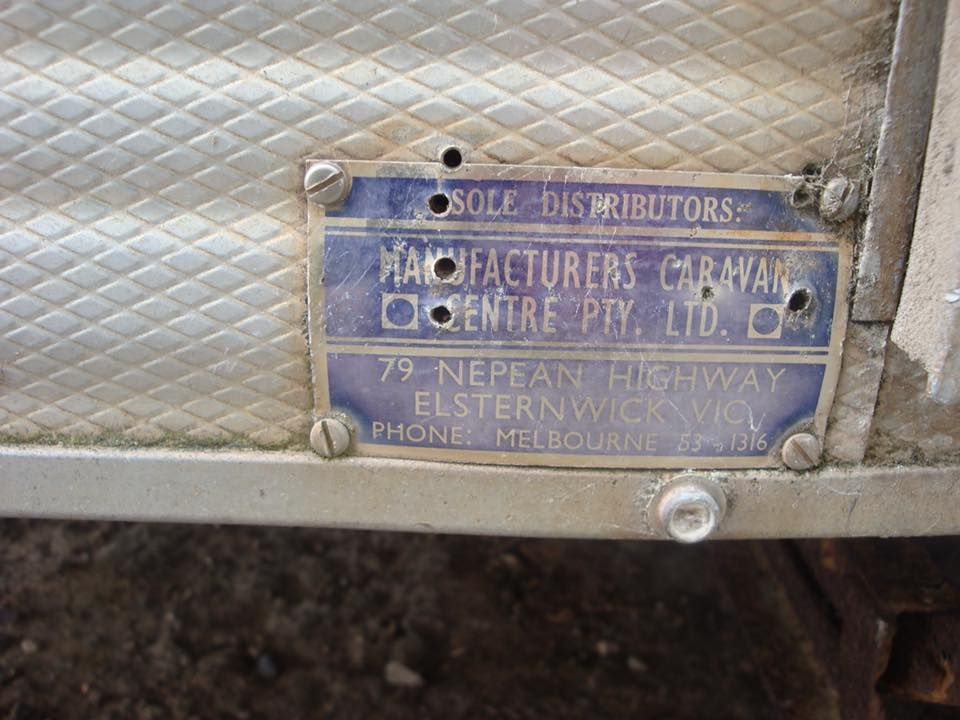 SOLE DISTRIBUTORS:
MANUFACTURERS CARAVAN
CENTRE PTY. LTD.
79 NEPEAN HIGHWAY
ELSTERNWICK VIC.
PHONE: MELBOURNE 53 1316